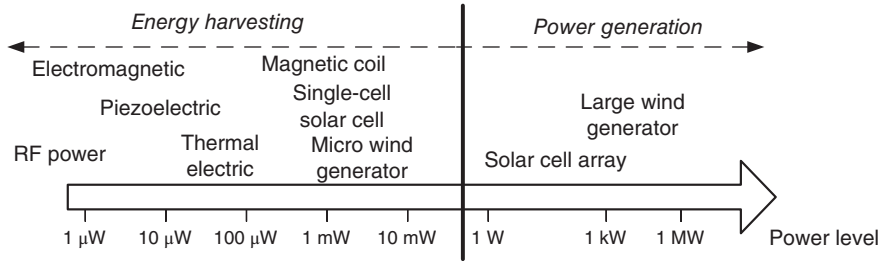 Energy harvesting
Power generation
Electromagnetic
Magnetic coil
Piezoelectric
Single-cell
solar cell
Large wind
generator
RF power
Thermal
electric
Micro wind
generator
Solar cell array
1 μW
10 μW
100 μW
1 mW
10 mW
1 W
1 kW
1 MW
Power level